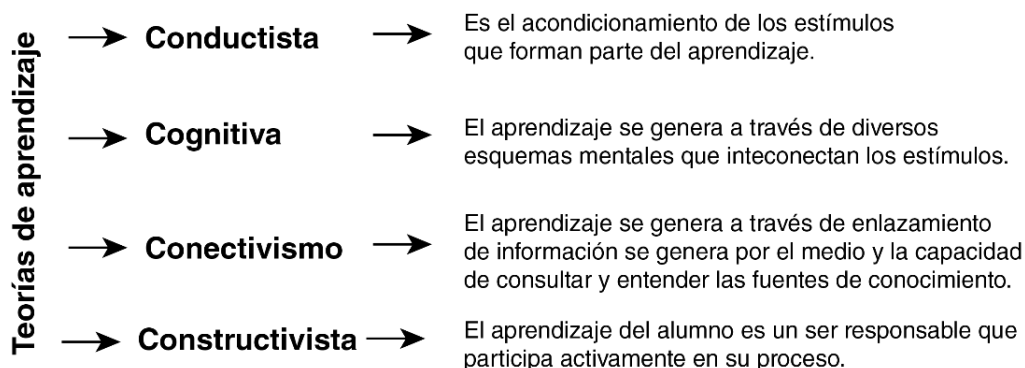 Teorías de aprendizaje
Conductista
Es el acondicionamiento de los estímulos
que forman parte del aprendizaje.
Cognitiva
El aprendizaje se genera a través de diversos
esquemas mentales que inteconectan los estímulos.
Conectivismo
El aprendizaje se genera a través de enlazamiento
de información se genera por el medio y la capacidad
de consultar y entender las fuentes de conocimiento.
Constructivista
El aprendizaje del alumno es un ser responsable que
participa activamente en su proceso.